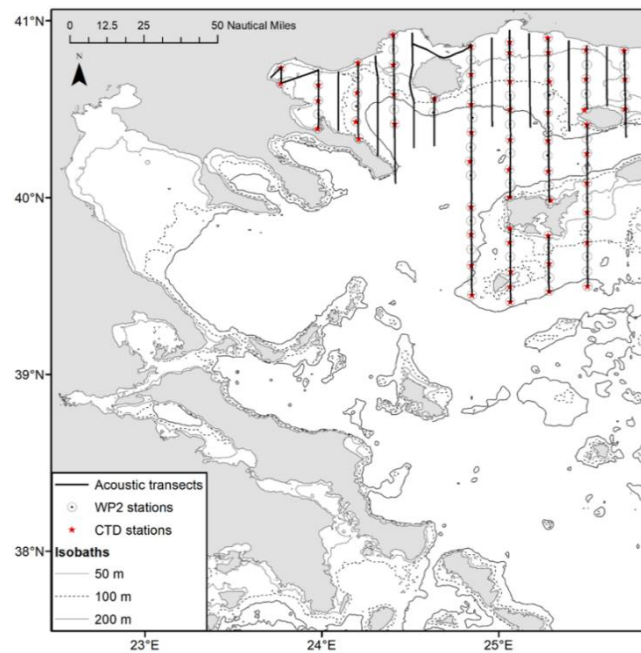 41°N
0 12.5 25 50 Nautical Miles
N
40°N
39°N
Acoustic transects
WP2 stations
CTD stations
Isobaths
50 m
100 m
200 m
38°N
23°E 24°E 25°E